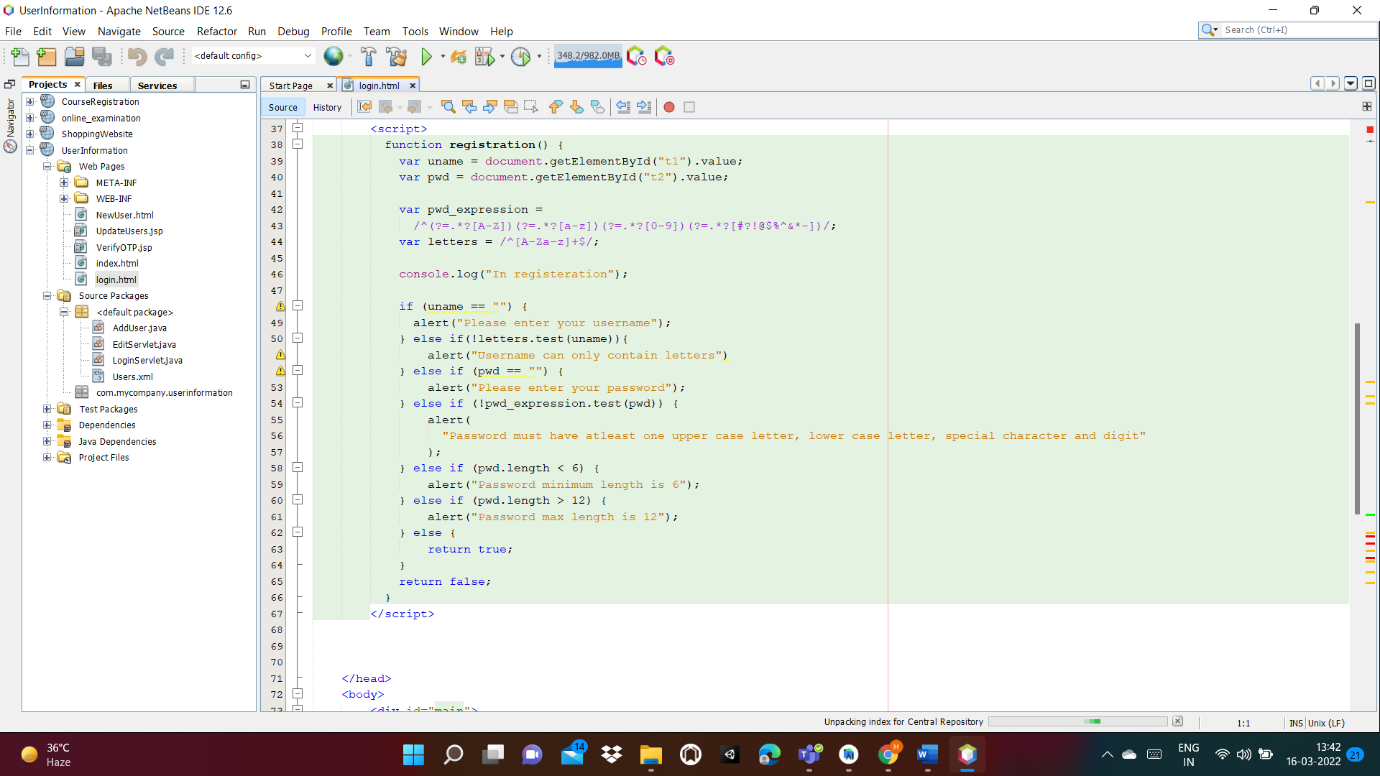 UserInformation - Apache NetBeans IDE 12.6
File Edit View Navigate Source Refactor Run Debug Profile Team Tools Window Help
Search (Ctrl+I)
<default config>
348.2/982.0MB
Projects Files Services
Navigator
CourseRegistration
online_examination
ShoppingWebsite
UserInformation
Web Pages
META-INF
WEB-INF
NewUser.html
UpdateUsers.jsp
VerifyOTP.jsp
index.html
login.html
Source Packages
<default package>
AddUser.java
EditServlet.java
LoginServlet.java
Users.xml
com.mycompany.userinformation
Test Packages
Dependencies
Java Dependencies
Project Files
Start Page login.html
Source History
37 <script>
38 function registration() {
39 var uname = document.getElementById("t1").value;
40 var pwd = document.getElementById("t2").value;
41
42 var pwd_expression =
43 /^(?=.*?[A-Z])(?=.*?[a-z])(?=.*?[0-9])(?=.*?[#?!@$%^&*-])/;
44 var letters = /^[A-Za-z]+$/;
45
46 console.log("In registeration");
47
if (uname == "") {
49 alert("Please enter your username");
50 } else if(!letters.test(uname)){
alert("Username can only contain letters")
} else if (pwd == "") {
53 alert("Please enter your password");
54 } else if (!pwd_expression.test(pwd)) {
55 alert(
56 "Password must have atleast one upper case letter, lower case letter, special character and digit"
57 );
58 } else if (pwd.length < 6) {
59 alert("Password minimum length is 6");
60 } else if (pwd.length > 12) {
61 alert("Password max length is 12");
62 } else {
63 return true;
64 }
65 return false;
66 }
67 </script>
68
69
70
71 </head>
72 <body>
73 <div id="main">
Unpacking index for Central Repository
1:1 INS Unix (LF)
36°C
Haze
14
ENG
IN
13:42
16-03-2022
21